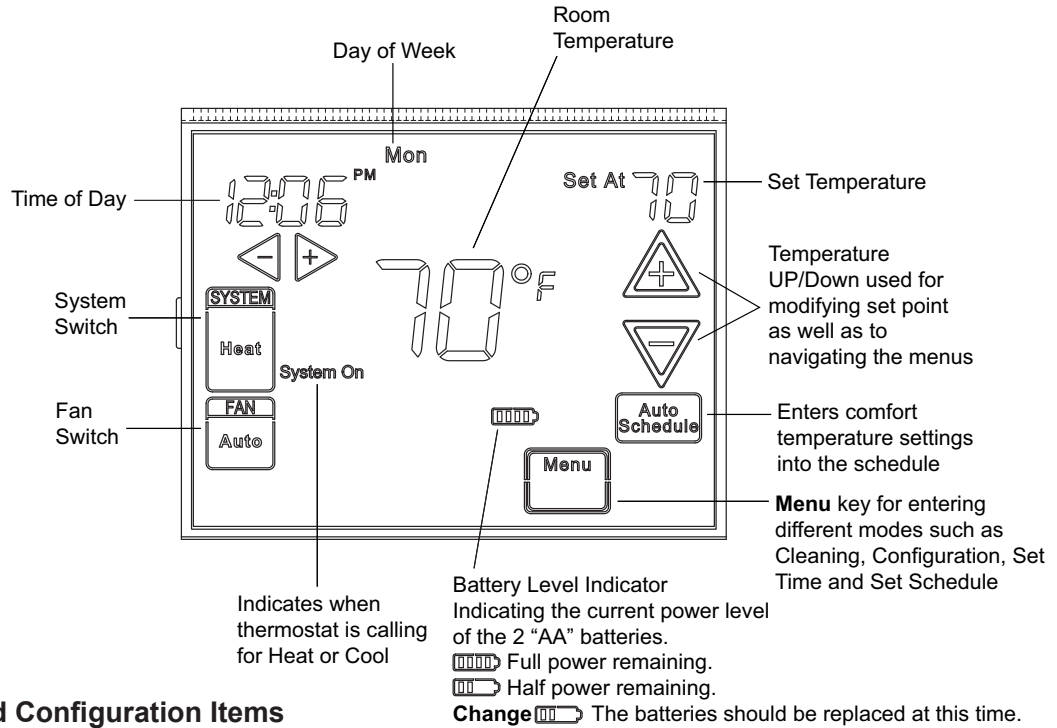 Room
Temperature
Day of Week
Mon
Time of Day
12:06 PM
Set At 70
Set Temperature
70 °F
Temperature
UP/Down used for
modifying set point
as well as to
navigating the menus
System
Switch
SYSTEM
Heat
System On
Fan
Switch
FAN
Auto
Auto
Schedule
Enters comfort
temperature settings
into the schedule
Menu
Menu key for entering
different modes such as
Cleaning, Configuration, Set
Time and Set Schedule
Indicates when
thermostat is calling
for Heat or Cool
Battery Level Indicator
Indicating the current power level
of the 2 “AA” batteries.
Full power remaining.
Half power remaining.
Change The batteries should be replaced at this time.
d Configuration Items